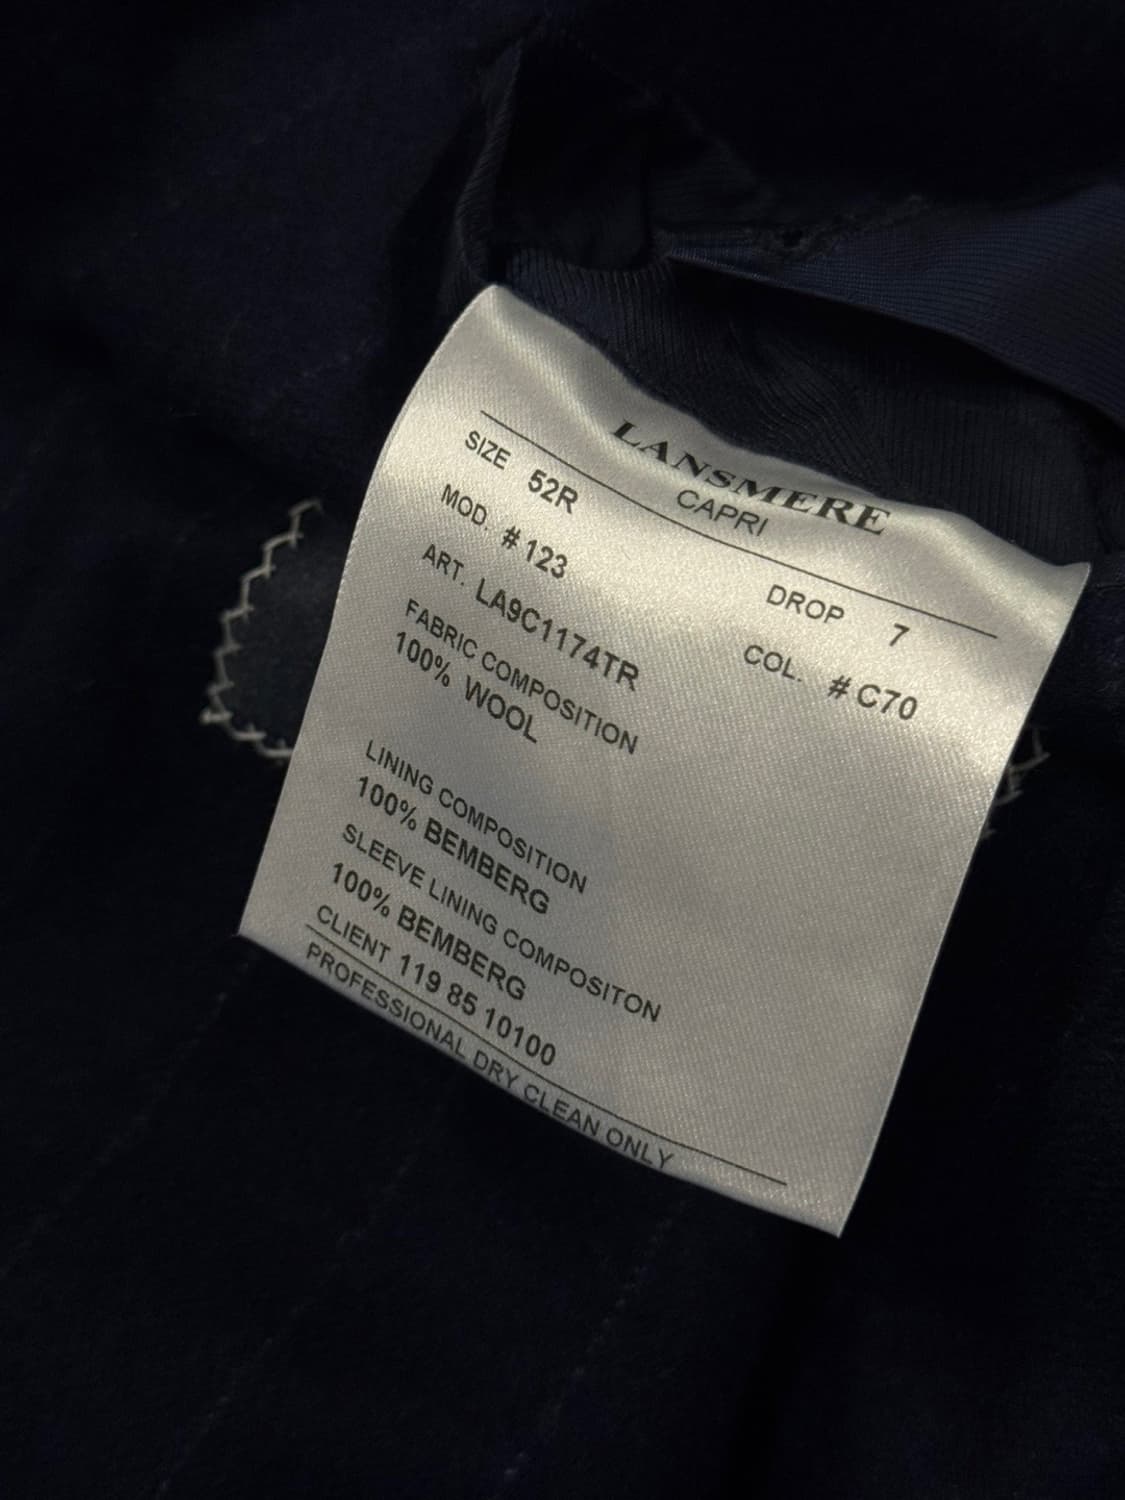 LANSMERE
CAPRI
SIZE 52R DROP 7
MOD. #123 COL. #C70
ART. LA9C1174TR
FABRIC COMPOSITION
100% WOOL
LINING COMPOSITION
100% BEMBERG
SLEEVE LINING COMPOSITON
100% BEMBERG
CLIENT 119 85 10100
PROFESSIONAL DRY CLEAN ONLY